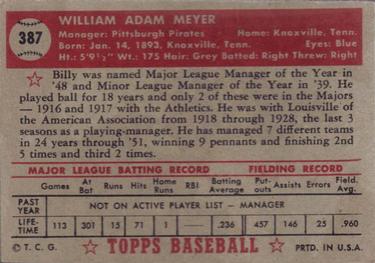 387
WILLIAM ADAM MEYER
Manager: Pittsburgh Pirates Home: Knoxville, Tenn.
Born: Jan. 14, 1893, Knoxville, Tenn. Eyes: Blue
Ht.: 5'9½" Wt.: 175 Hair: Grey Batted: Right Threw: Right
Billy was named Major League Manager of the Year in
'48 and Minor League Manager of the Year in '39. He
played ball for 18 years and only 2 of these were in the Majors
— 1916 and 1917 with the Athletics. He was with Louisville of
the American Association from 1918 through 1928, the last 3
seasons as a playing-manager. He has managed 7 different teams
in 24 years through '51, winning 9 pennants and finishing 2nd
5 times and third 2 times.
MAJOR LEAGUE BATTING RECORD FIELDING RECORD
Games At Bat Runs Hits Home Runs RBI Batting Average Put-outs Assists Errors Field. Avg.
PAST YEAR NOT ON ACTIVE PLAYER LIST - MANAGER
LIFE-TIME 113 301 15 71 1 — .236 457 146 25 .960
© T. C. G. TOPPS BASEBALL PRTD. IN U.S.A.